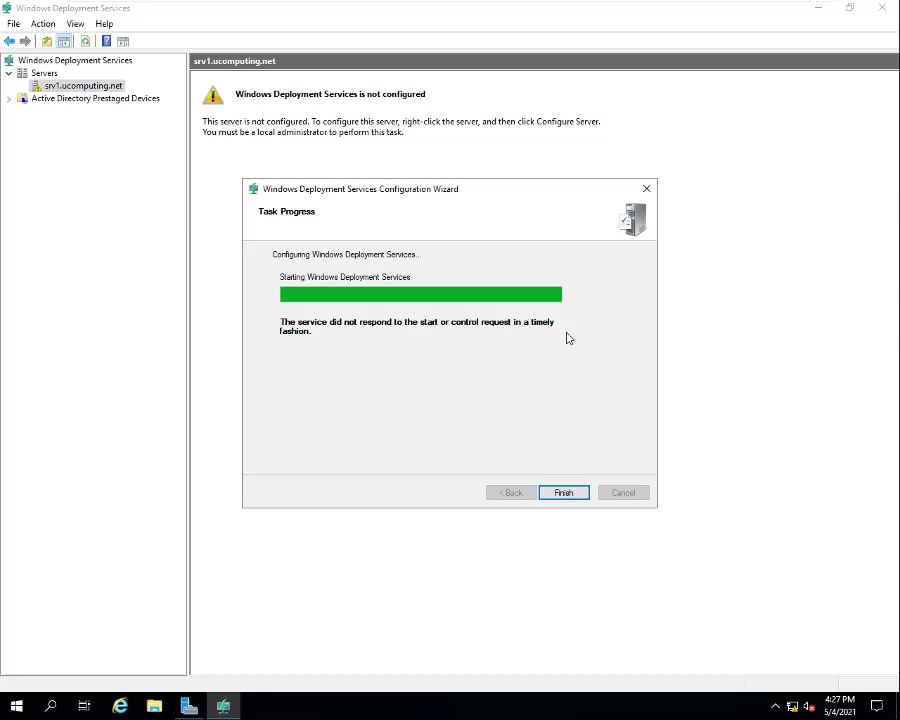 Windows Deployment Services
File Action View Help
Windows Deployment Services
Servers
srv1.ucomputing.net
Active Directory Prestaged Devices
srv1.ucomputing.net
Windows Deployment Services is not configured
This server is not configured. To configure this server, right-click the server, and then click Configure Server.
You must be a local administrator to perform this task.
Windows Deployment Services Configuration Wizard
Task Progress
Configuring Windows Deployment Services...
Starting Windows Deployment Services
The service did not respond to the start or control request in a timely
fashion.
< Back Finish Cancel
4:27 PM
5/4/2021